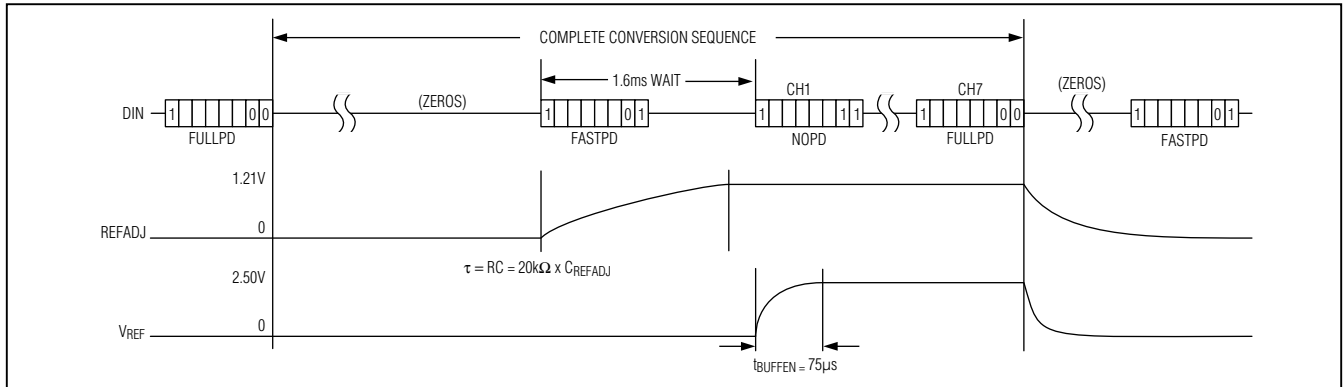 COMPLETE CONVERSION SEQUENCE
1.6ms WAIT
(ZEROS)
CH1
CH7
(ZEROS)
DIN
1 0 0
1 0 1
1 1 1
1 0 0
1 0 1
FULLPD
FASTPD
NOPD
FULLPD
FASTPD
1.21V
REFADJ
0
τ = RC = 20kΩ x CREFADJ
2.50V
VREF
0
tBUFFEN = 75μs